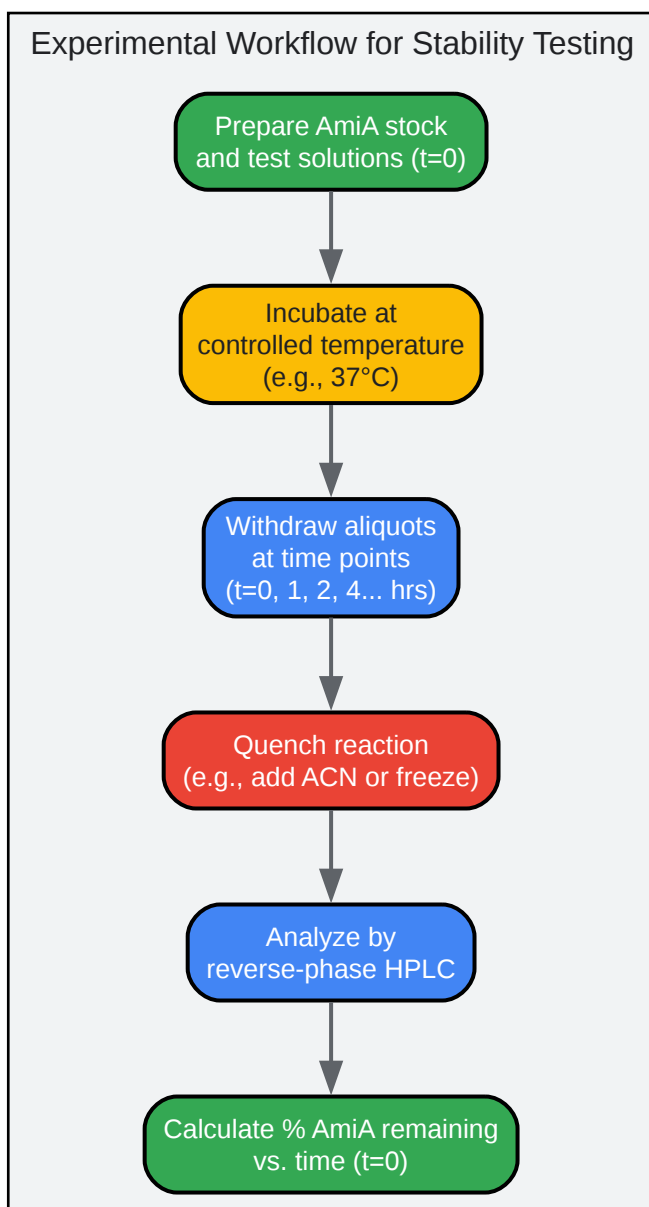 Experimental Workflow for Stability Testing
Prepare AmiA stock
and test solutions (t=0)
Incubate at
controlled temperature
(e.g., 37°C)
Withdraw aliquots
at time points
(t=0, 1, 2, 4... hrs)
Quench reaction
(e.g., add ACN or freeze)
Analyze by
reverse-phase HPLC
Calculate % AmiA remaining
vs. time (t=0)